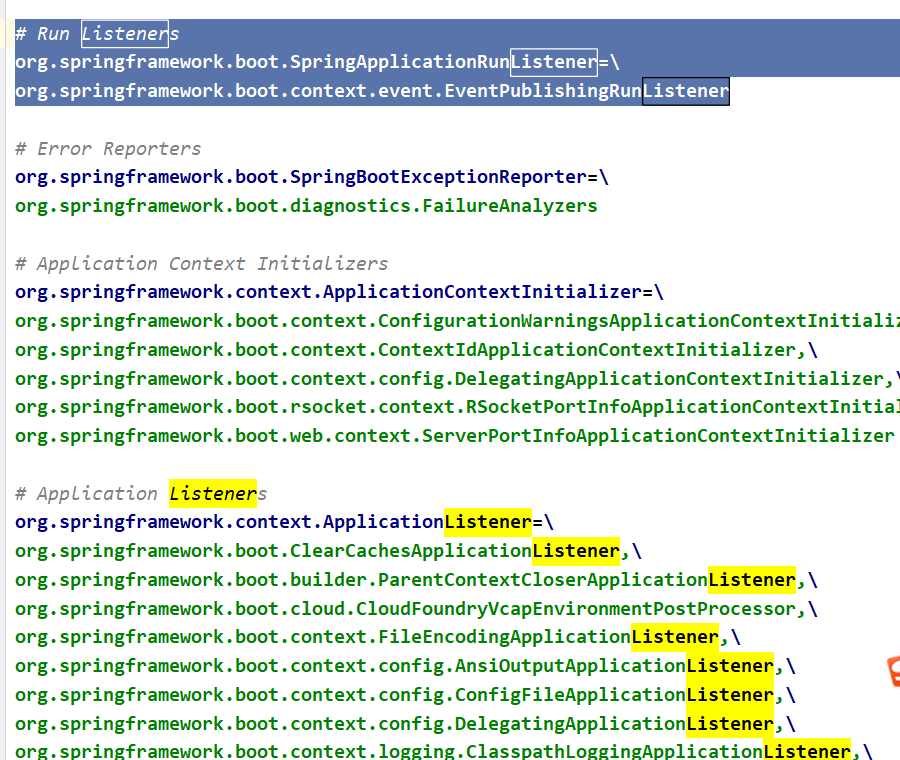 # Run Listeners
org.springframework.boot.SpringApplicationRunListener=\
org.springframework.boot.context.event.EventPublishingRunListener
# Error Reporters
org.springframework.boot.SpringBootExceptionReporter=\
org.springframework.boot.diagnostics.FailureAnalyzers
# Application Context Initializers
org.springframework.context.ApplicationContextInitializer=\
org.springframework.boot.context.ConfigurationWarningsApplicationContextInitializ
org.springframework.boot.context.ContextIdApplicationContextInitializer,\
org.springframework.boot.context.config.DelegatingApplicationContextInitializer,\
org.springframework.boot.rsocket.context.RSocketPortInfoApplicationContextInitial
org.springframework.boot.web.context.ServerPortInfoApplicationContextInitializer
# Application Listeners
org.springframework.context.ApplicationListener=\
org.springframework.boot.ClearCachesApplicationListener,\
org.springframework.boot.builder.ParentContextCloserApplicationListener,\
org.springframework.boot.cloud.CloudFoundryVcapEnvironmentPostProcessor,\
org.springframework.boot.context.FileEncodingApplicationListener,\
org.springframework.boot.context.config.AnsiOutputApplicationListener,\
org.springframework.boot.context.config.ConfigFileApplicationListener,\
org.springframework.boot.context.config.DelegatingApplicationListener,\
org.springframework.boot.context.logging.ClasspathLoggingApplicationListener,\